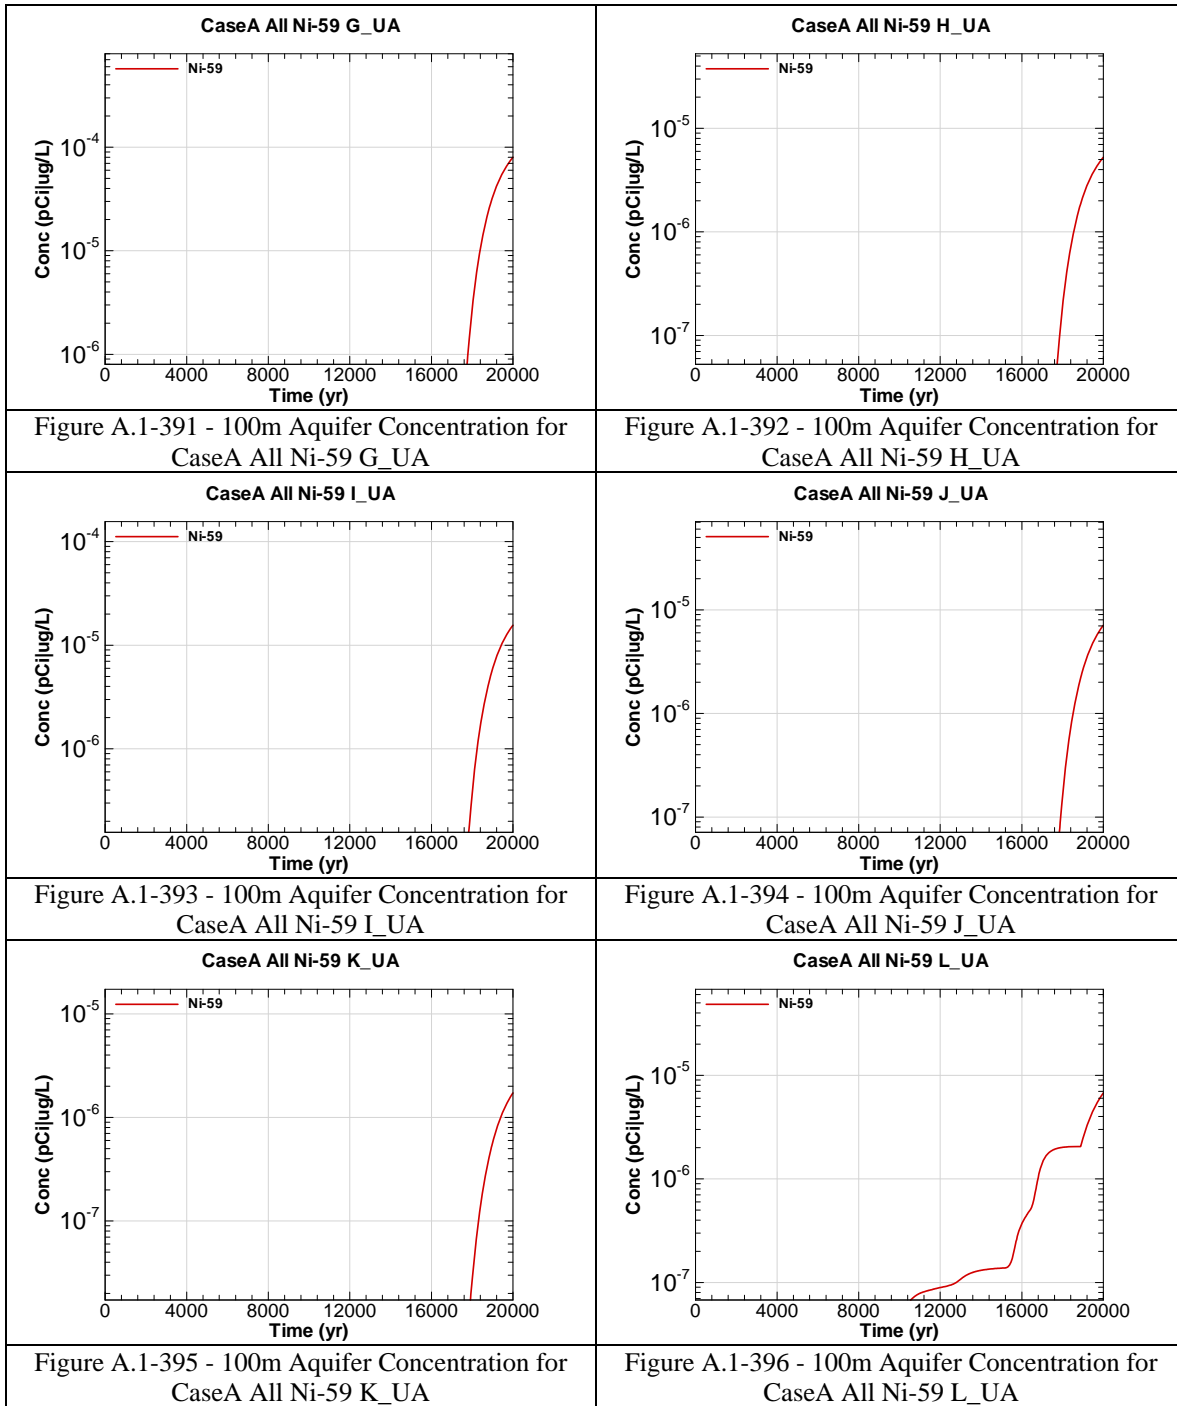 CaseA All Ni-59 G_UA
Ni-59
Conc (pCi|ug/L)
10-4
10-5
10-6
0 4000 8000 12000 16000 20000
Time (yr)
Figure A.1-391 - 100m Aquifer Concentration for
CaseA All Ni-59 G_UA
CaseA All Ni-59 H_UA
Ni-59
Conc (pCi|ug/L)
10-5
10-6
10-7
0 4000 8000 12000 16000 20000
Time (yr)
Figure A.1-392 - 100m Aquifer Concentration for
CaseA All Ni-59 H_UA
CaseA All Ni-59 I_UA
Ni-59
Conc (pCi|ug/L)
10-4
10-5
10-6
0 4000 8000 12000 16000 20000
Time (yr)
Figure A.1-393 - 100m Aquifer Concentration for
CaseA All Ni-59 I_UA
CaseA All Ni-59 J_UA
Ni-59
Conc (pCi|ug/L)
10-5
10-6
10-7
0 4000 8000 12000 16000 20000
Time (yr)
Figure A.1-394 - 100m Aquifer Concentration for
CaseA All Ni-59 J_UA
CaseA All Ni-59 K_UA
Ni-59
Conc (pCi|ug/L)
10-5
10-6
10-7
0 4000 8000 12000 16000 20000
Time (yr)
Figure A.1-395 - 100m Aquifer Concentration for
CaseA All Ni-59 K_UA
CaseA All Ni-59 L_UA
Ni-59
Conc (pCi|ug/L)
10-5
10-6
10-7
0 4000 8000 12000 16000 20000
Time (yr)
Figure A.1-396 - 100m Aquifer Concentration for
CaseA All Ni-59 L_UA